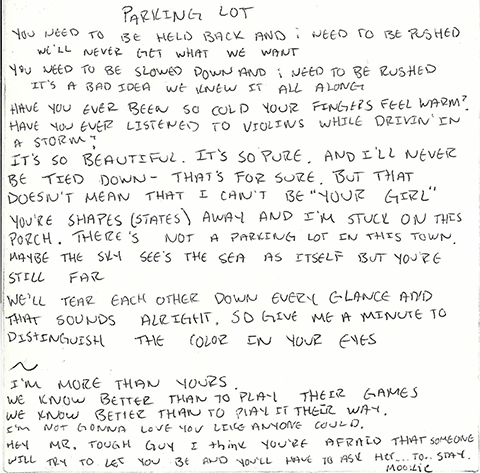 PARKING LOT
YOU NEED TO BE HELD BACK AND i NEED TO BE PUSHED
WE'LL NEVER GET WHAT WE WANT
YOU NEED TO BE SLOWED DOWN AND i NEED TO BE RUSHED
IT'S A BAD IDEA WE KNEW IT ALL ALONG
HAVE YOU EVER BEEN SO COLD YOUR FINGERS FEEL WARM?
HAVE YOU EVER LISTENED TO VIOLINS WHILE DRIVIN' IN
A STORM?
IT'S SO BEAUTIFUL. IT'S SO PURE. AND I'LL NEVER
BE TIED DOWN - THAT'S FOR SURE. BUT THAT
DOESN'T MEAN THAT I CAN'T BE "YOUR GIRL"
YOU'RE SHAPES (STATES) AWAY AND I'M STUCK ON THIS
PORCH. THERE'S NOT A PARKING LOT IN THIS TOWN.
MAYBE THE SKY SEE'S THE SEA AS ITSELF BUT YOU'RE
STILL FAR
WE'LL TEAR EACH OTHER DOWN EVERY GLANCE AND
THAT SOUNDS ALRIGHT. SO GIVE ME A MINUTE TO
DISTINGUISH THE COLOR IN YOUR EYES
~
I'M MORE THAN YOURS.
WE KNOW BETTER THAN TO PLAY THEIR GAMES
WE KNOW BETTER THAN TO PLAY IT THEIR WAY.
I'M NOT GONNA LOVE YOU LIKE ANYONE COULD.
HEY MR. TOUGH GUY I think YOU'RE AFRAID THAT SOMEONE
WILL TRY TO LET YOU BE AND YOU'LL HAVE TO ASK HER... TO.. STAY.